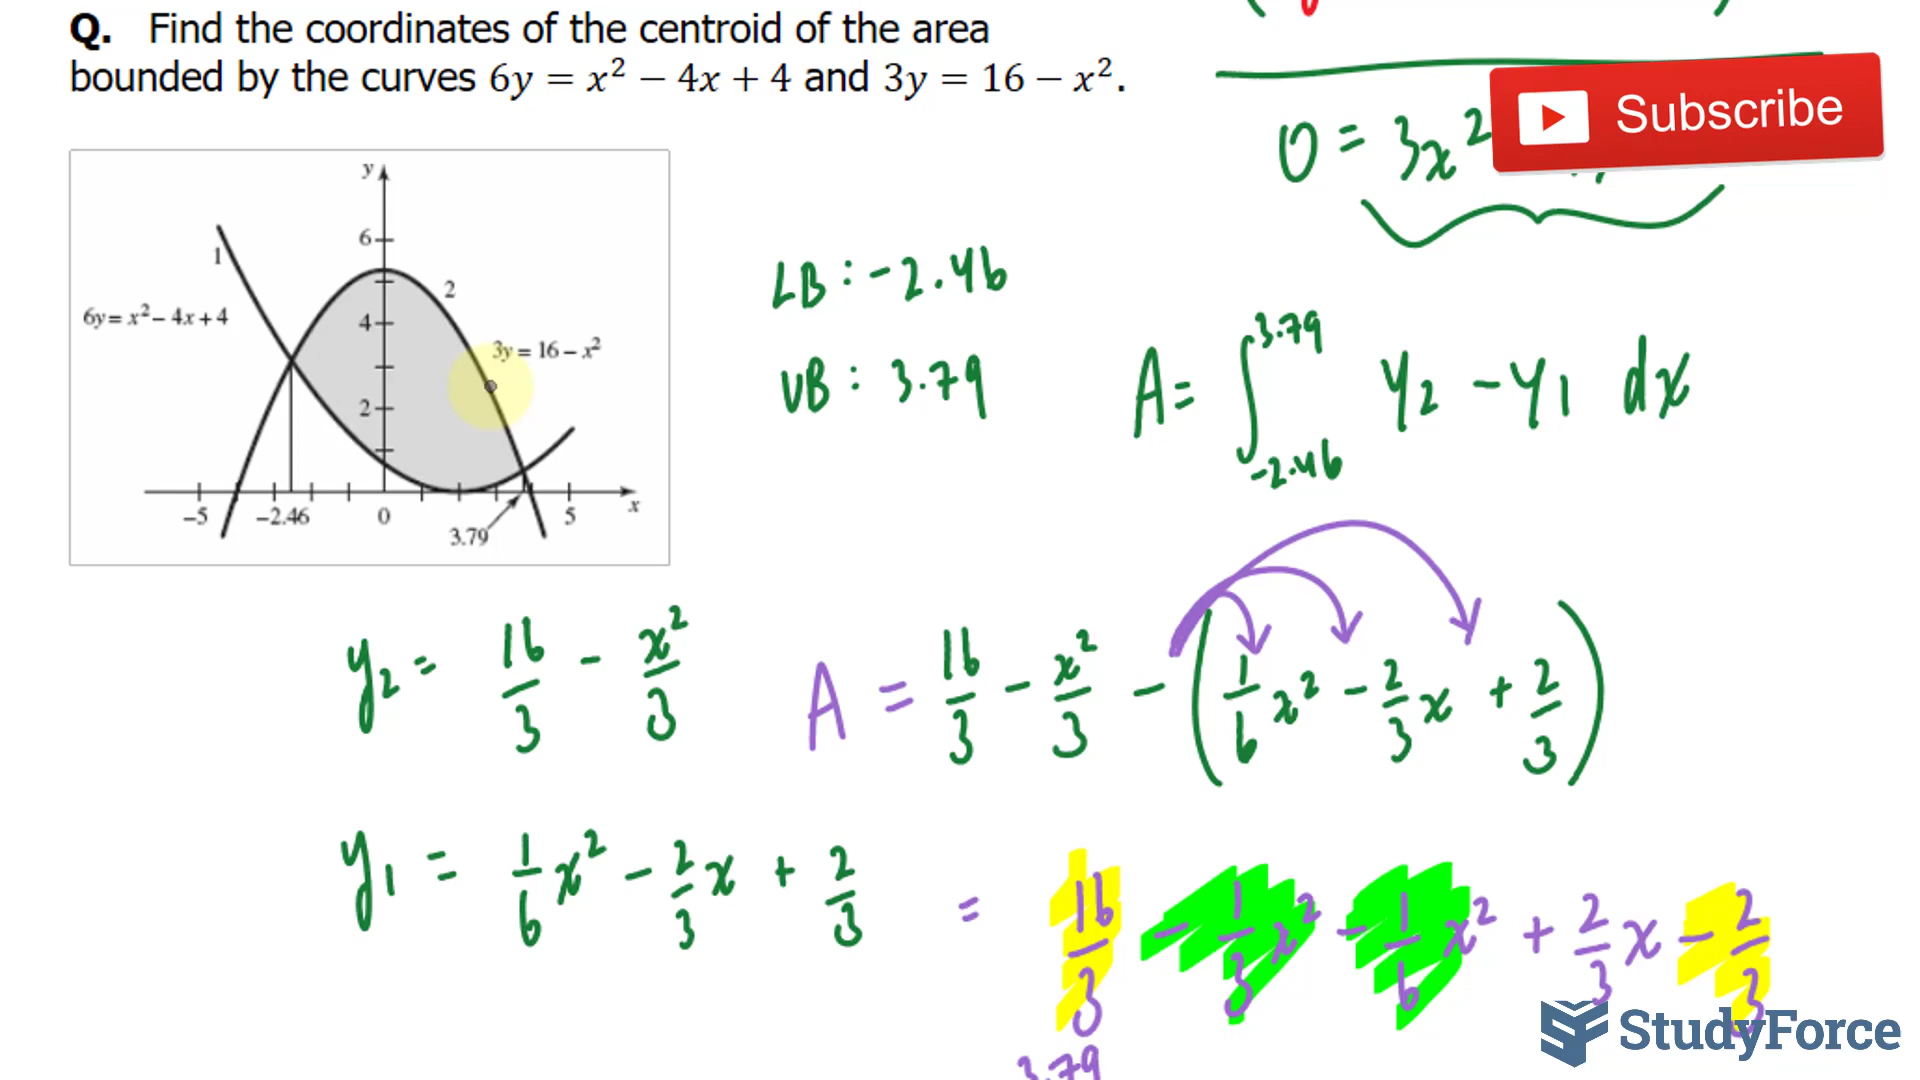 Q. Find the coordinates of the centroid of the area
bounded by the curves 6y = x² − 4x + 4 and 3y = 16 − x².
Subscribe
0 = 3x²
y
6
1
2
6y = x² − 4x + 4
4
3y = 16 − x²
2
−5 −2.46 0 5 x
3.79
LB : -2.46
UB : 3.79
A = ∫_{-2.46}^{3.79} y₂ - y₁ dx
y₂ = 16/3 - x²/3
A = 16/3 - x²/3 - (1/6 x² - 2/3 x + 2/3)
y₁ = 1/6 x² - 2/3 x + 2/3
= 16/3 - 1/3 x² - 1/6 x² + 2/3 x - 2/3
3.79
StudyForce